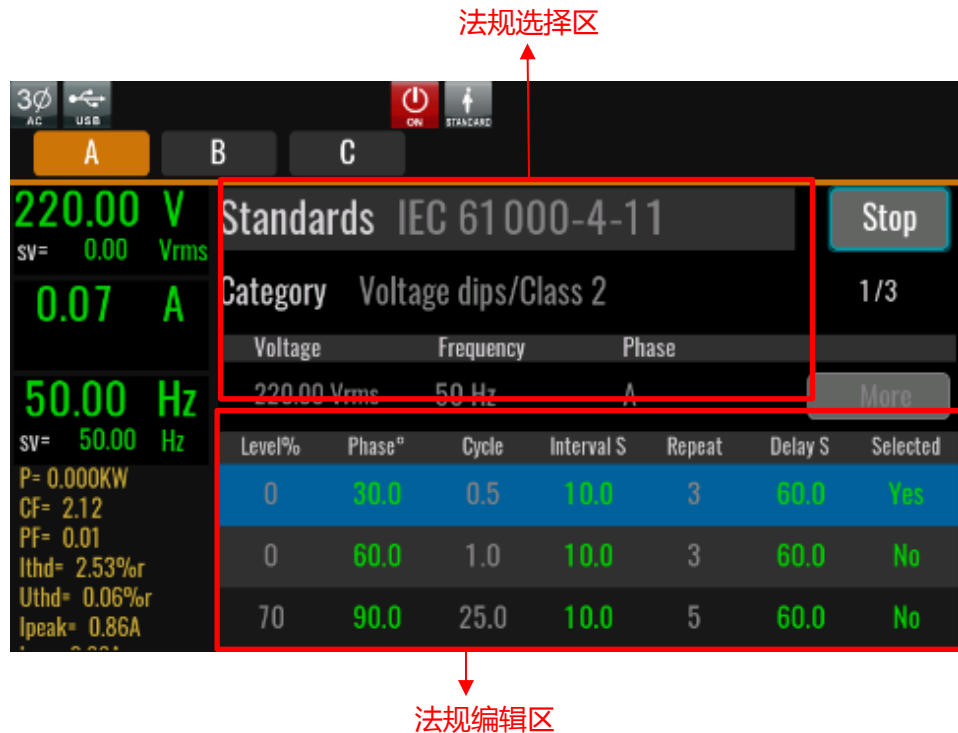 法规选择区
3Ø
AC
USB
ON
STANDARD
A B C
220.00 V
sv= 0.00 Vrms
0.07 A
50.00 Hz
sv= 50.00 Hz
P= 0.000KW
CF= 2.12
PF= 0.01
Ithd= 2.53%r
Uthd= 0.06%r
Ipeak= 0.86A
Standards IEC 61000-4-11
Stop
Category Voltage dips/Class 2
1/3
Voltage Frequency Phase
220.00 Vrms 50 Hz A
More
Level% Phase° Cycle Interval S Repeat Delay S Selected
0 30.0 0.5 10.0 3 60.0 Yes
0 60.0 1.0 10.0 3 60.0 No
70 90.0 25.0 10.0 5 60.0 No
法规编辑区